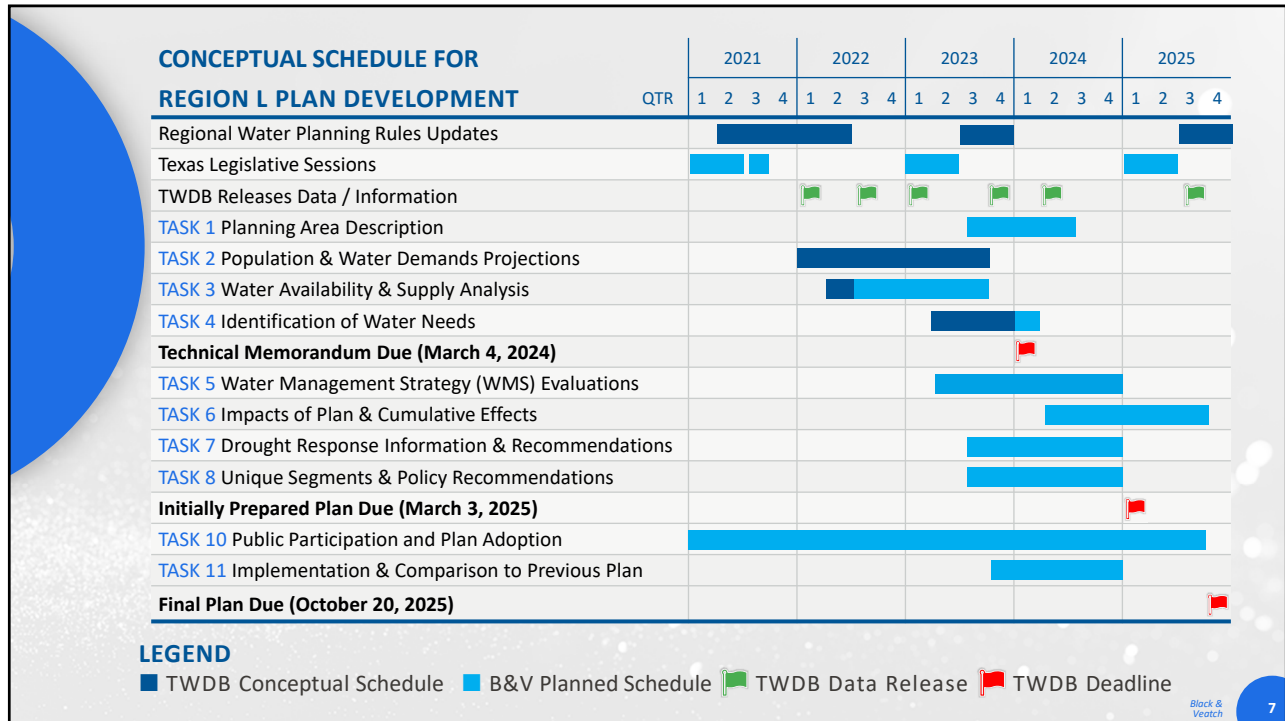 CONCEPTUAL SCHEDULE FOR
REGION L PLAN DEVELOPMENT
2021 2022 2023 2024 2025
QTR 1 2 3 4 1 2 3 4 1 2 3 4 1 2 3 4 1 2 3 4
Regional Water Planning Rules Updates
Texas Legislative Sessions
TWDB Releases Data / Information
TASK 1 Planning Area Description
TASK 2 Population & Water Demands Projections
TASK 3 Water Availability & Supply Analysis
TASK 4 Identification of Water Needs
Technical Memorandum Due (March 4, 2024)
TASK 5 Water Management Strategy (WMS) Evaluations
TASK 6 Impacts of Plan & Cumulative Effects
TASK 7 Drought Response Information & Recommendations
TASK 8 Unique Segments & Policy Recommendations
Initially Prepared Plan Due (March 3, 2025)
TASK 10 Public Participation and Plan Adoption
TASK 11 Implementation & Comparison to Previous Plan
Final Plan Due (October 20, 2025)
LEGEND
TWDB Conceptual Schedule B&V Planned Schedule TWDB Data Release TWDB Deadline
Black &
Veatch
7